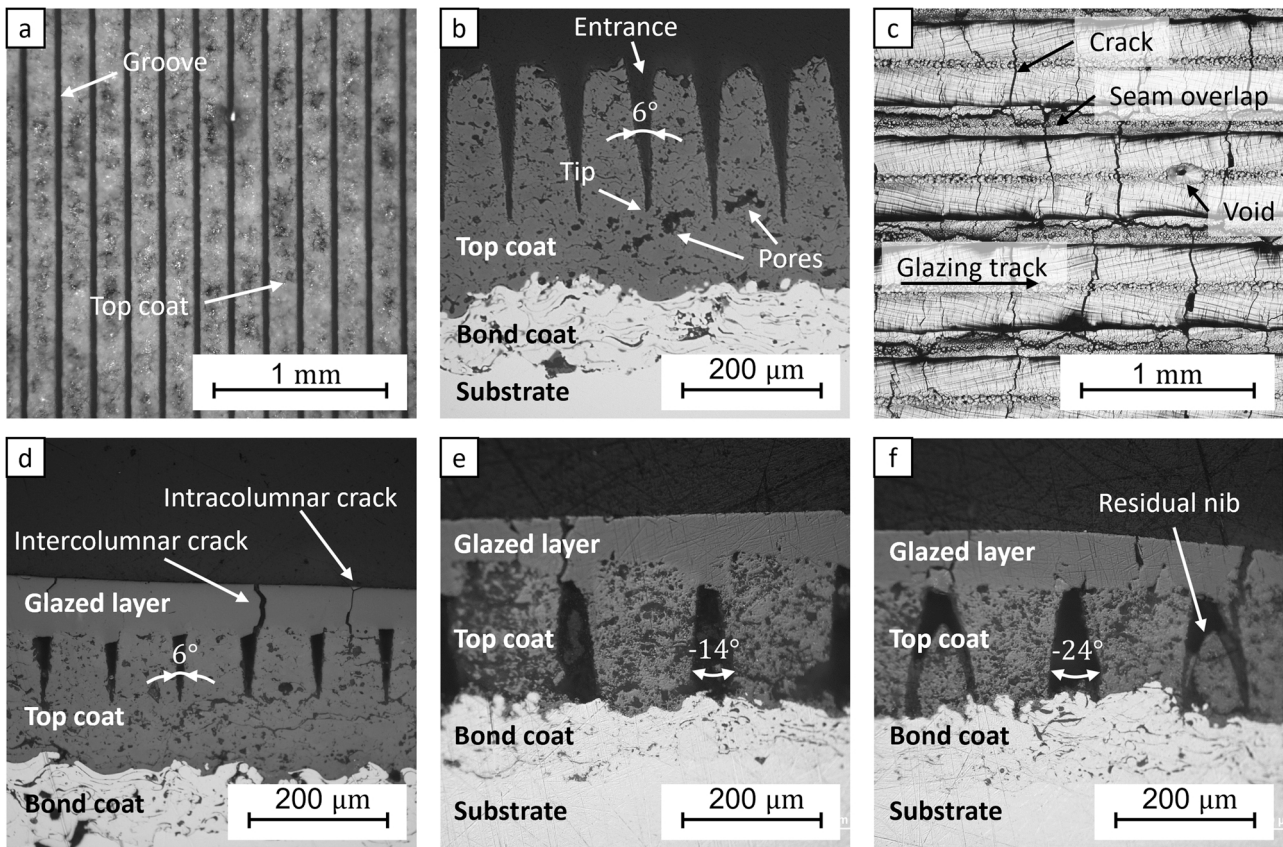 a
Groove
Top coat
1 mm
b
Entrance
6°
Tip
Top coat
Pores
Bond coat
200 μm
Substrate
c
Crack
Seam overlap
Void
Glazing track
1 mm
d
Intracolumnar crack
Intercolumnar crack
Glazed layer
6°
Top coat
Bond coat
200 μm
e
Glazed layer
Top coat
-14°
Bond coat
200 μm
Substrate
f
Residual nib
Glazed layer
Top coat
-24°
Bond coat
200 μm
Substrate